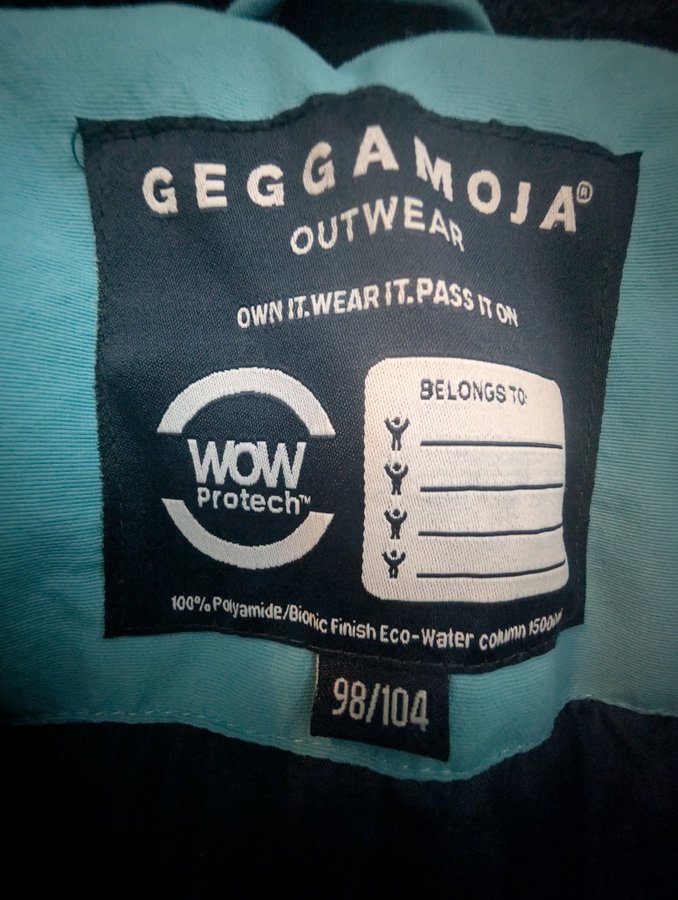 GEGGAMOJA®
OUTWEAR
OWN IT.WEAR IT.PASS IT ON
WOW
Protech™
BELONGS TO
100% Polyamide/Bionic Finish Eco-Water column
98/104